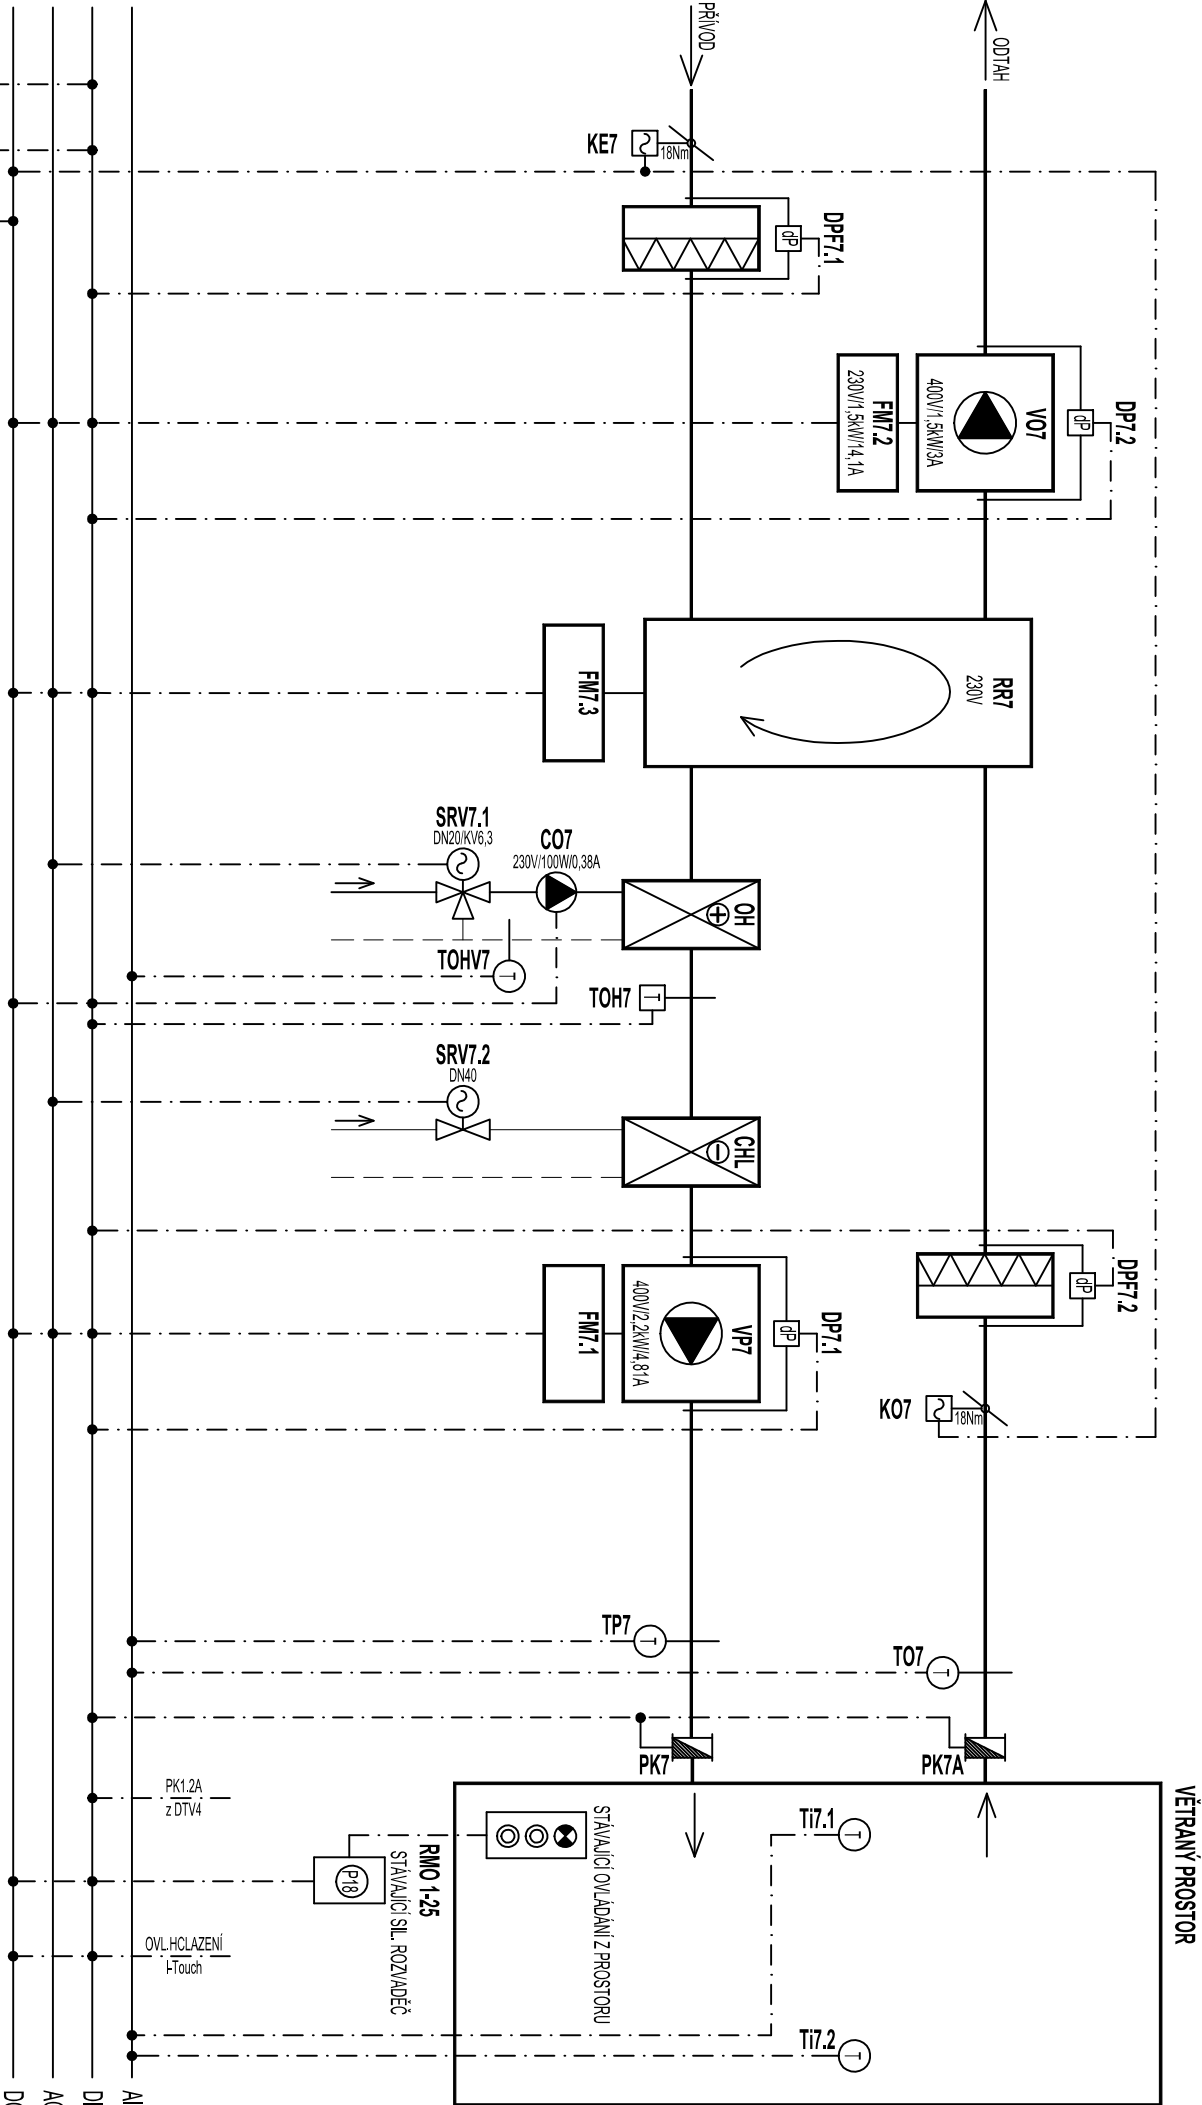 PŘÍVOD
ODTAH
KE7
18Nm
DPF7.1
dP
DP7.2
dP
VO7
400V/1,5kW/3A
FM7.2
230V/1,5kW/14,1A
RR7
230V
FM7.3
SRV7.1
DN20/KV6,3
CO7
230V/100W/0,38A
OH
TOHV7
T
TOH7
T
SRV7.2
DN40
CHL
DPF7.2
dP
DP7.1
dP
VP7
400V/2,2kW/4,81A
FM7.1
KO7
18Nm
TP7
T
TO7
T
PK7
PK7A
VĚTRANÝ PROSTOR
PK1.2A
z DTV4
Ti7.1
T
STÁVAJÍCÍ OVLÁDÁNÍ Z PROSTORU
RMO 1-25
STÁVAJÍCÍ SIL. ROZVADĚČ
P18
OVL.HCLAZENÍ
I-Touch
Ti7.2
T
AI
DI